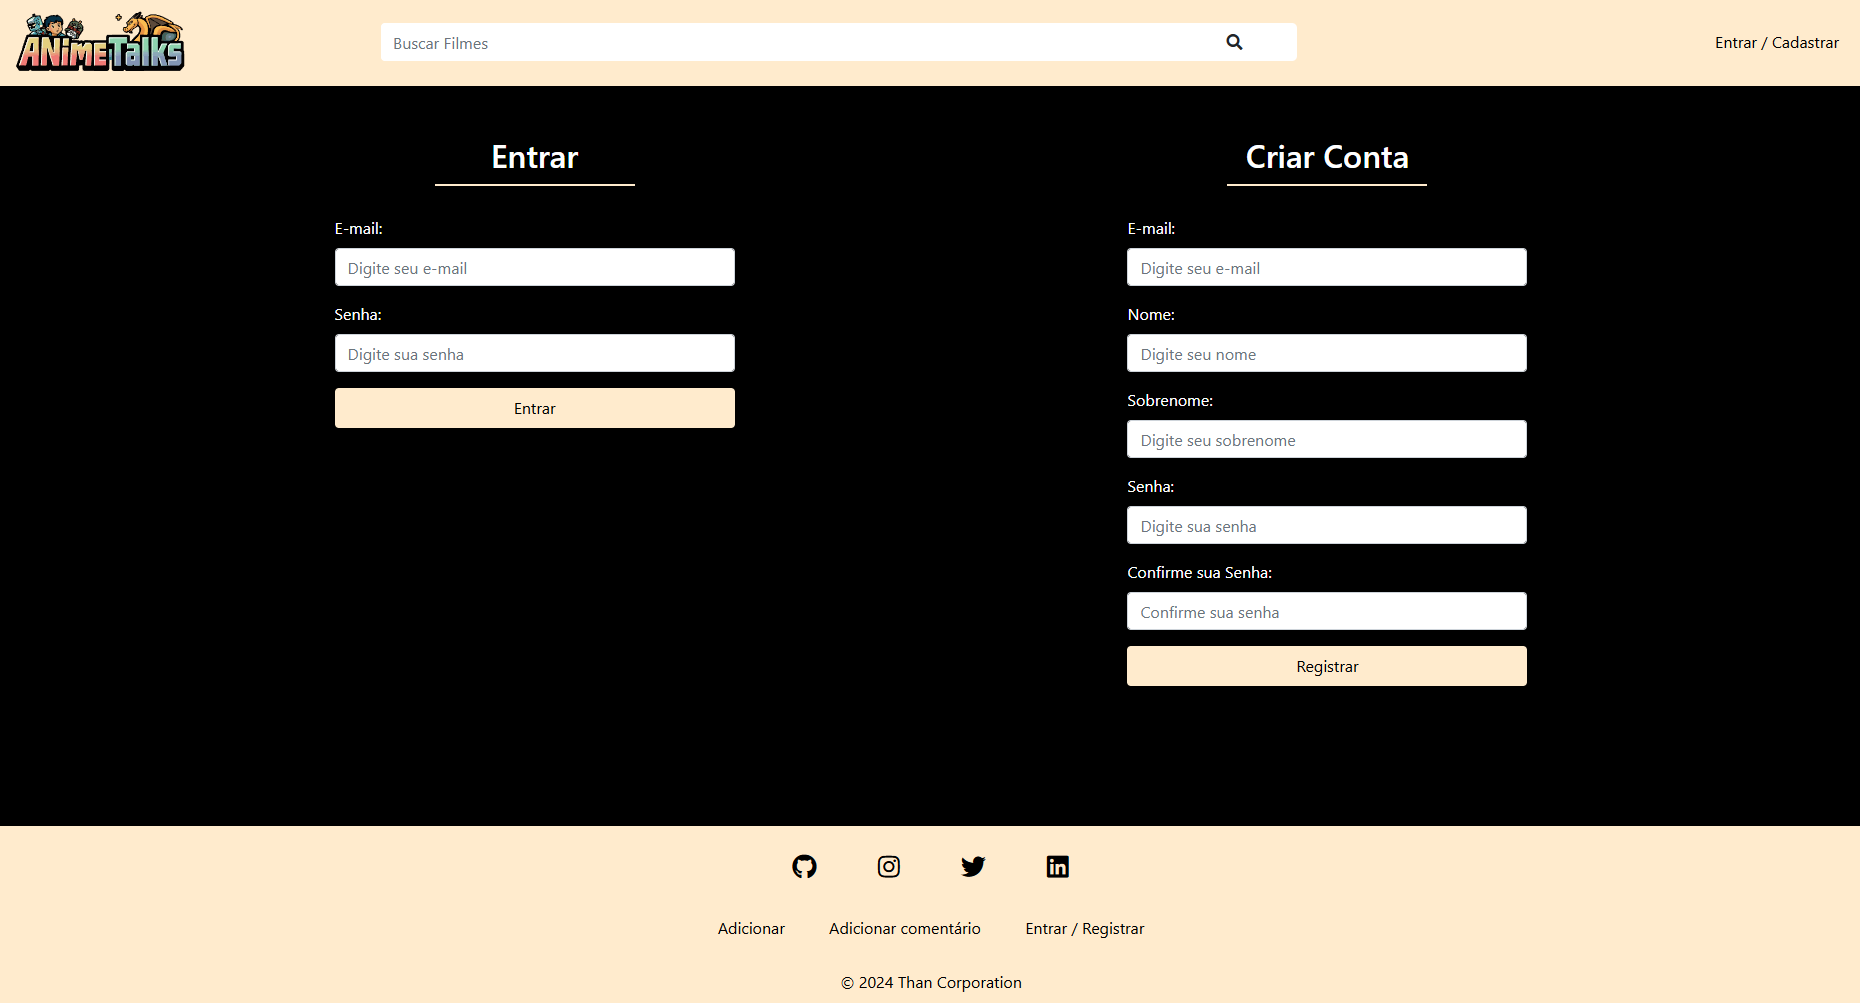 ANimeTalks
Buscar Filmes
Entrar / Cadastrar
Entrar
E-mail:
Digite seu e-mail
Senha:
Digite sua senha
Entrar
Criar Conta
E-mail:
Digite seu e-mail
Nome:
Digite seu nome
Sobrenome:
Digite seu sobrenome
Senha:
Digite sua senha
Confirme sua Senha:
Confirme sua senha
Registrar
Adicionar Adicionar comentário Entrar / Registrar
© 2024 Than Corporation